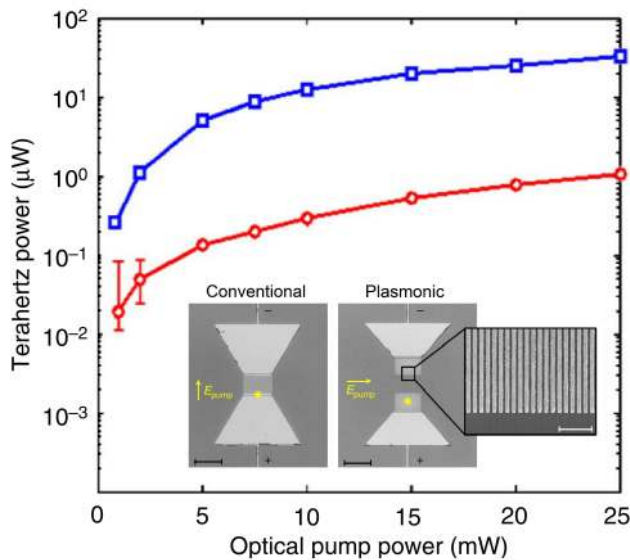 Terahertz power (μW)
10²
10¹
10⁰
10⁻¹
10⁻²
10⁻³
Conventional
Plasmonic
−
−
E_pump
E_pump
+
+
0
5
10
15
20
25
Optical pump power (mW)